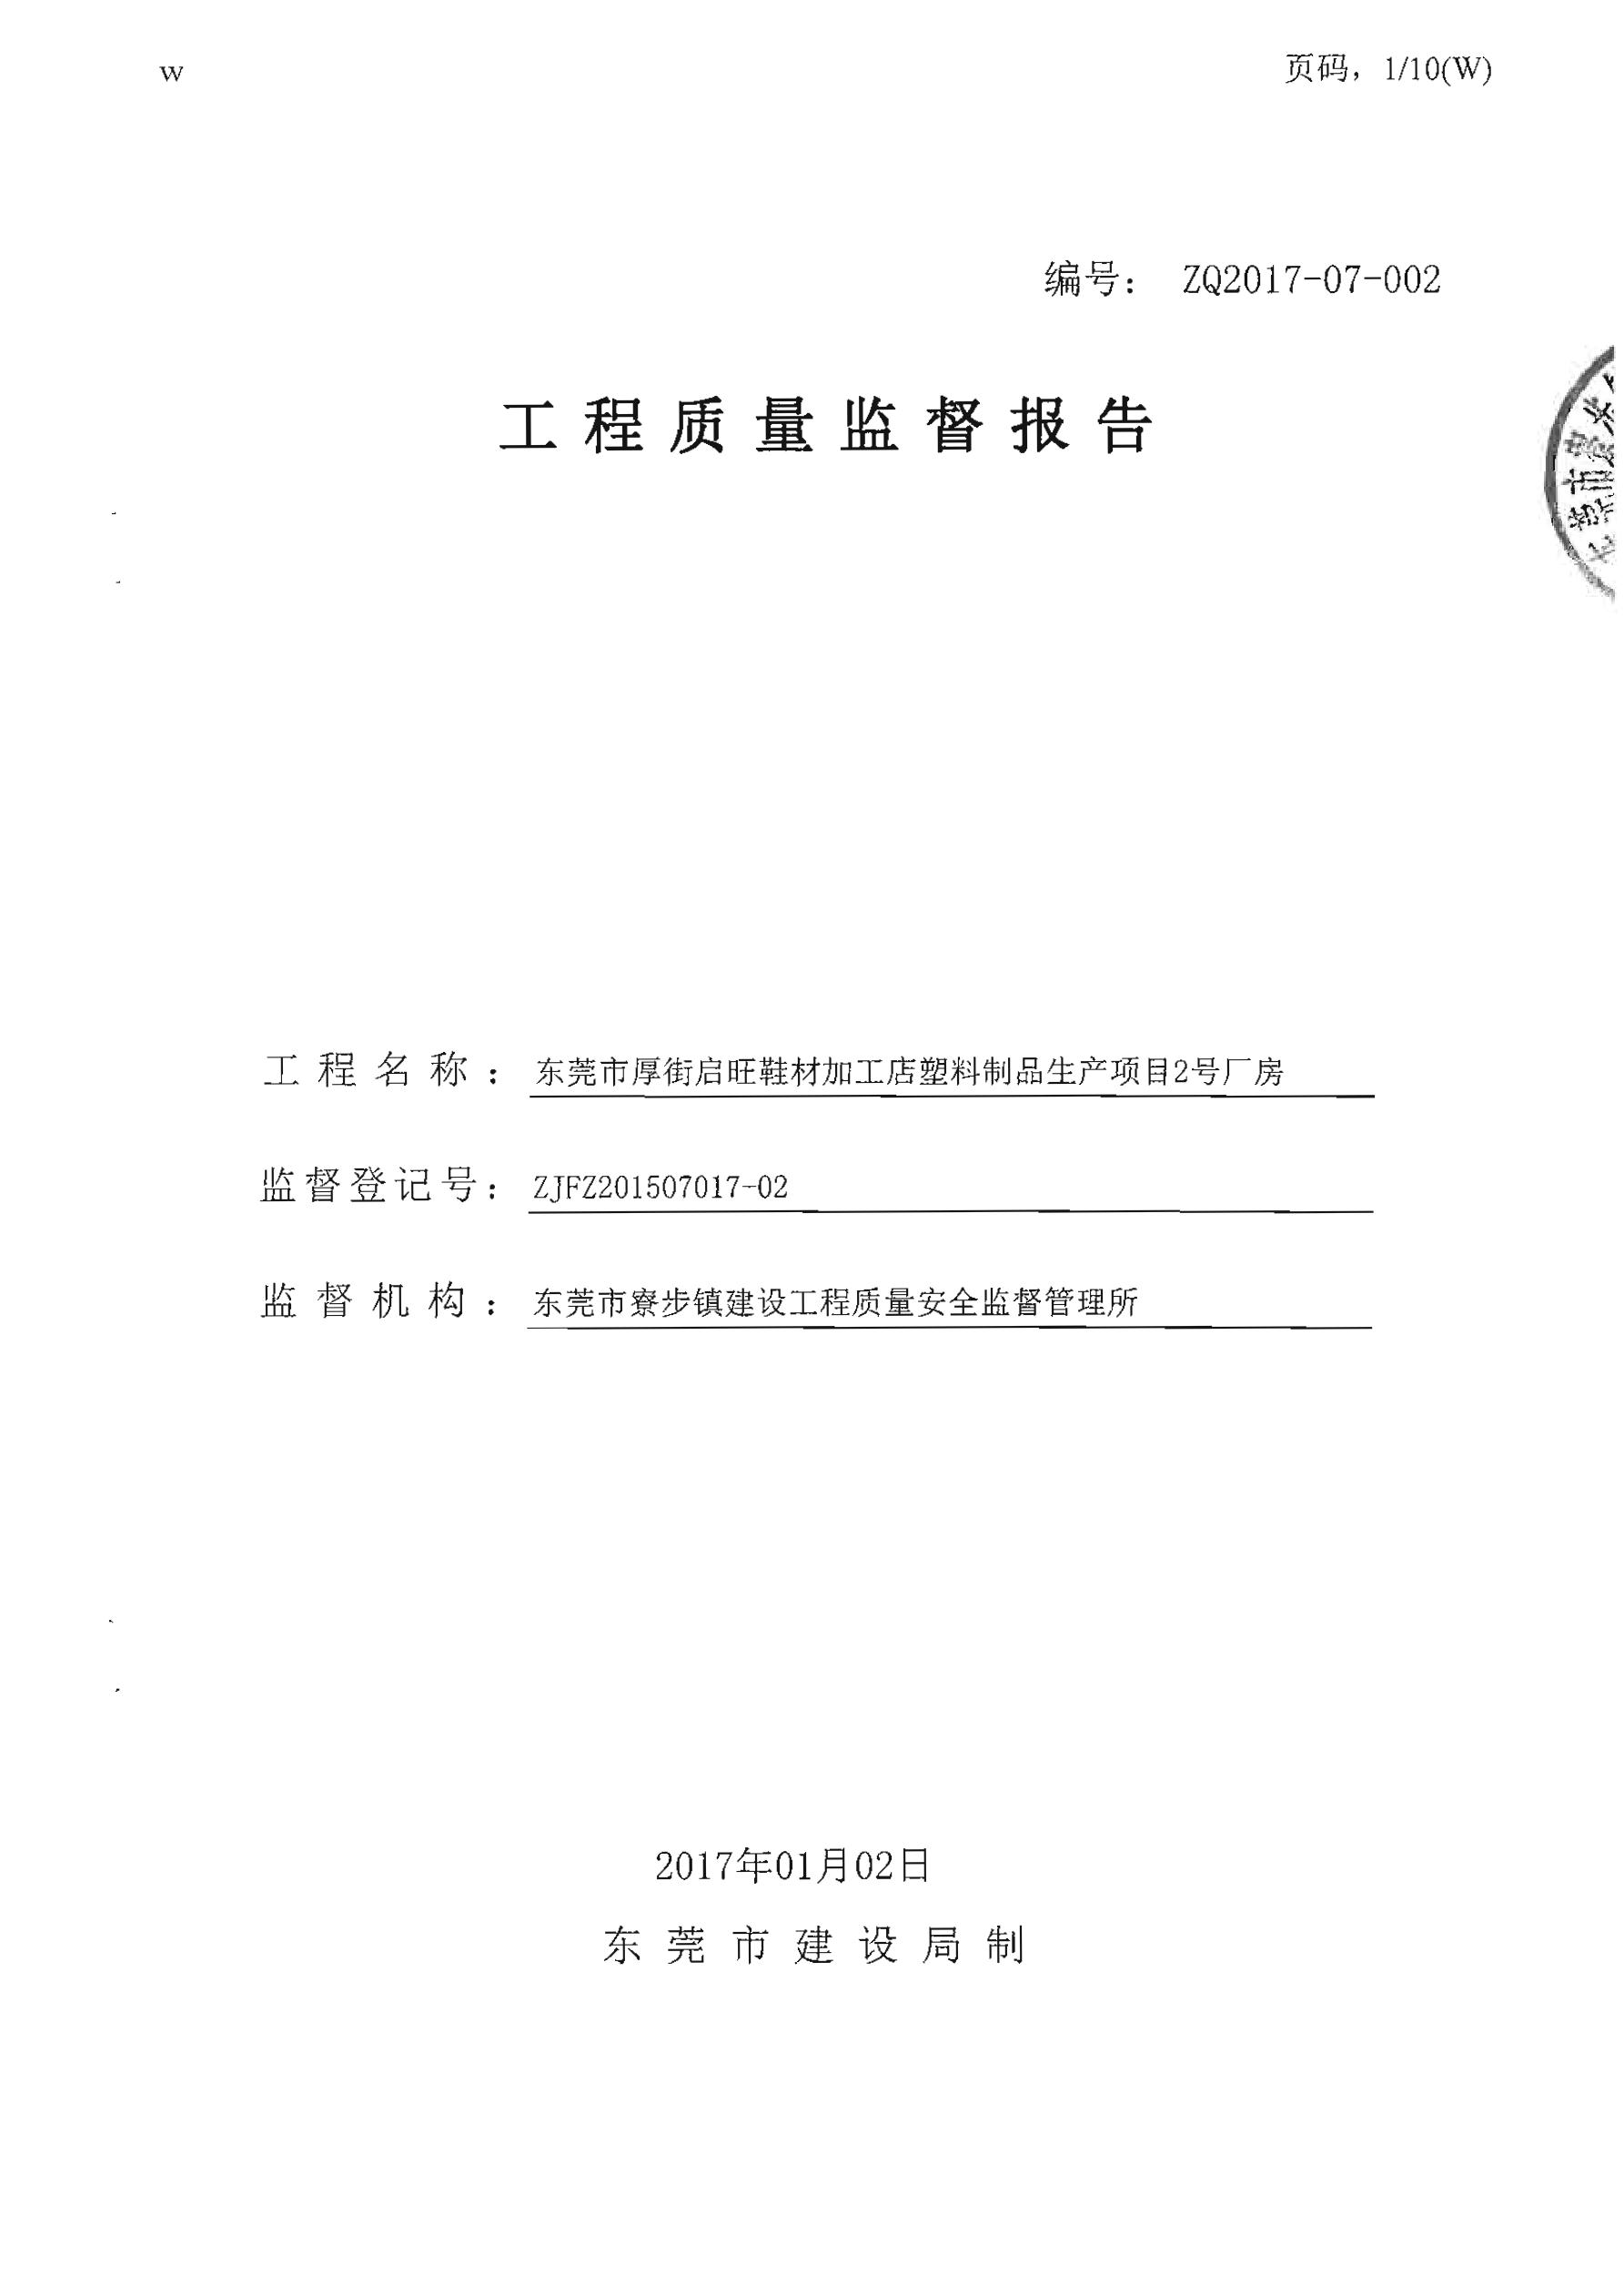 w
页码，1/10(W)
编号： ZQ2017-07-002
工程质量监督报告
工程名称：东莞市厚街启旺鞋材加工店塑料制品生产项目2号厂房
监督登记号：ZJFZ201507017-02
监督机构：东莞市寮步镇建设工程质量安全监督管理所
2017年01月02日
东莞市建设局制